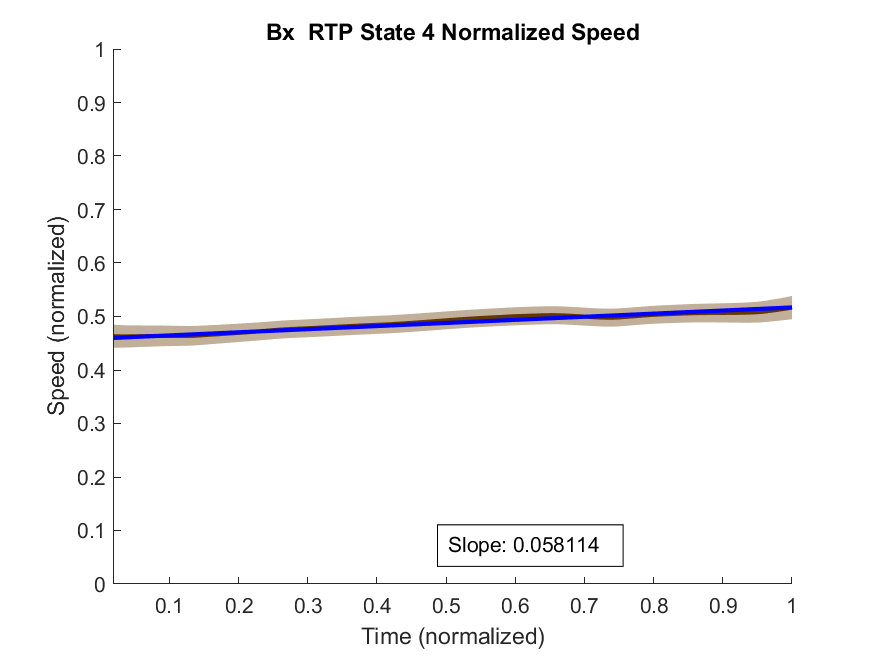 Bx  RTP State 4 Normalized Speed
1
0.9
0.8
0.7
0.6
0.5
0.4
0.3
0.2
0.1
0
Speed (normalized)
Slope: 0.058114
0.1 0.2 0.3 0.4 0.5 0.6 0.7 0.8 0.9 1
Time (normalized)